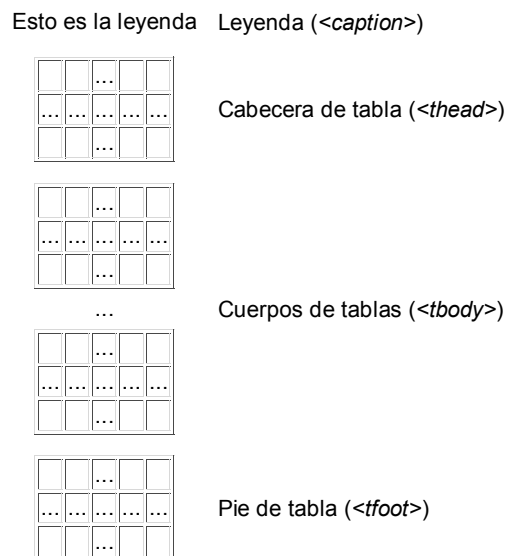 Esto es la leyenda Leyenda (<caption>)
...
... ... ... ... ...
...
Cabecera de tabla (<thead>)
...
... ... ... ... ...
...
...
Cuerpos de tablas (<tbody>)
...
... ... ... ... ...
...
...
... ... ... ... ...
...
Pie de tabla (<tfoot>)